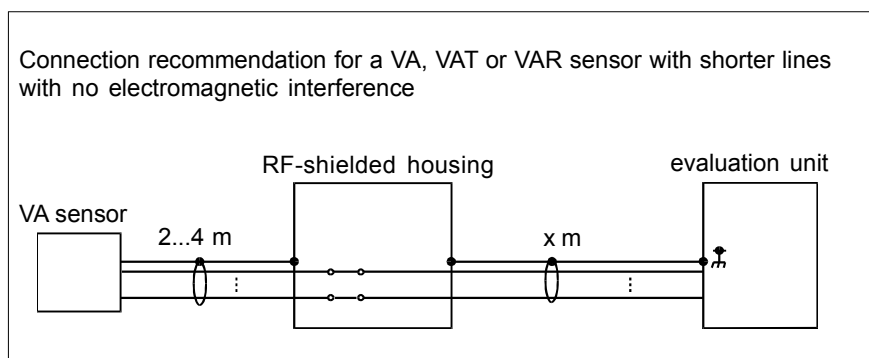 Connection recommendation for a VA, VAT or VAR sensor with shorter lines
with no electromagnetic interference
RF-shielded housing
evaluation unit
VA sensor
2...4 m
x m